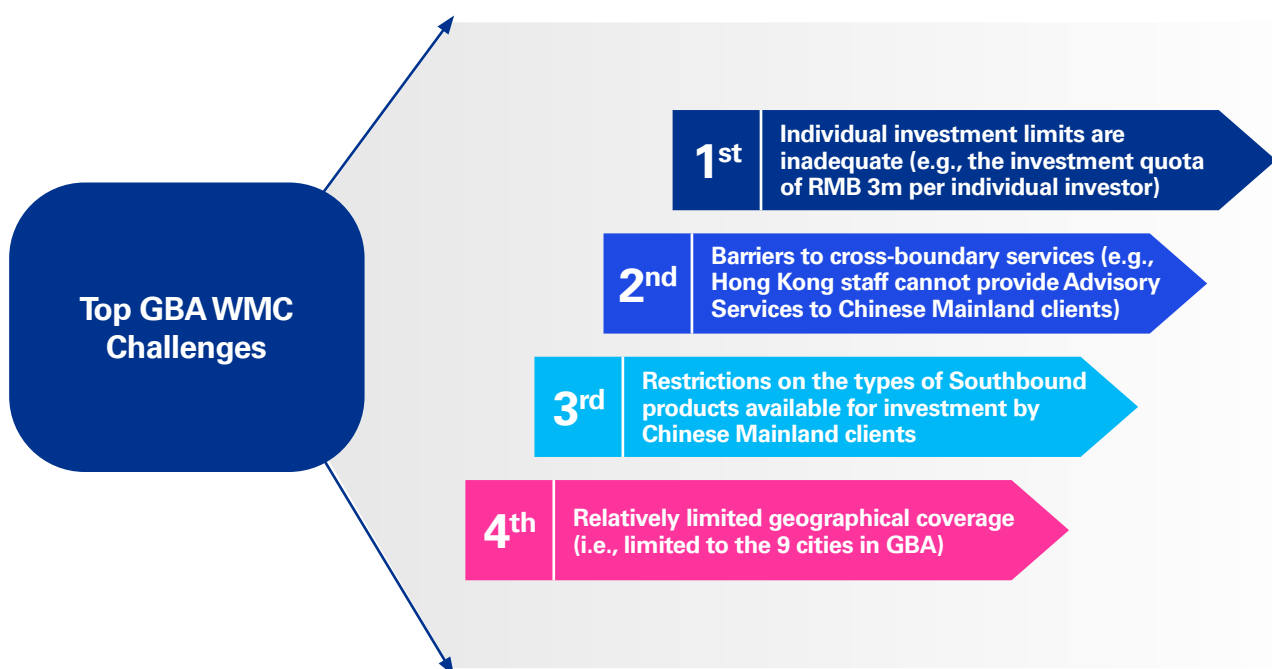 Top GBA WMC
Challenges
1st
Individual investment limits are
inadequate (e.g., the investment quota
of RMB 3m per individual investor)
2nd
Barriers to cross-boundary services (e.g.,
Hong Kong staff cannot provide Advisory
Services to Chinese Mainland clients)
3rd
Restrictions on the types of Southbound
products available for investment by
Chinese Mainland clients
4th
Relatively limited geographical coverage
(i.e., limited to the 9 cities in GBA)